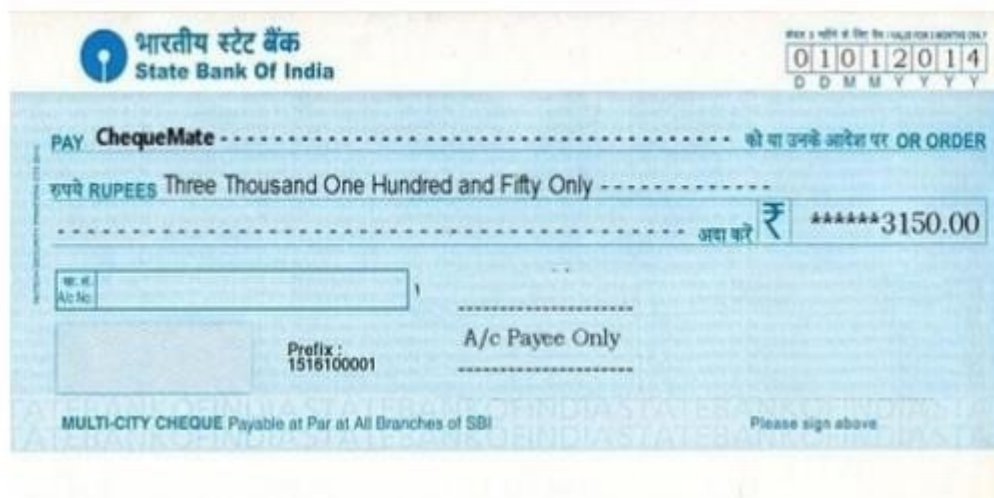 भारतीय स्टेट बैंक
State Bank Of India
0 1 0 1 2 0 1 4
D D M M Y Y Y Y
PAY ChequeMate को या उनके आदेश पर OR ORDER
रुपये RUPEES Three Thousand One Hundred and Fifty Only
अदा करें ₹ ******3150.00
खा. सं.
A/c No.
A/c Payee Only
Prefix :
1516100001
MULTI-CITY CHEQUE Payable at Par at All Branches of SBI
Please sign above